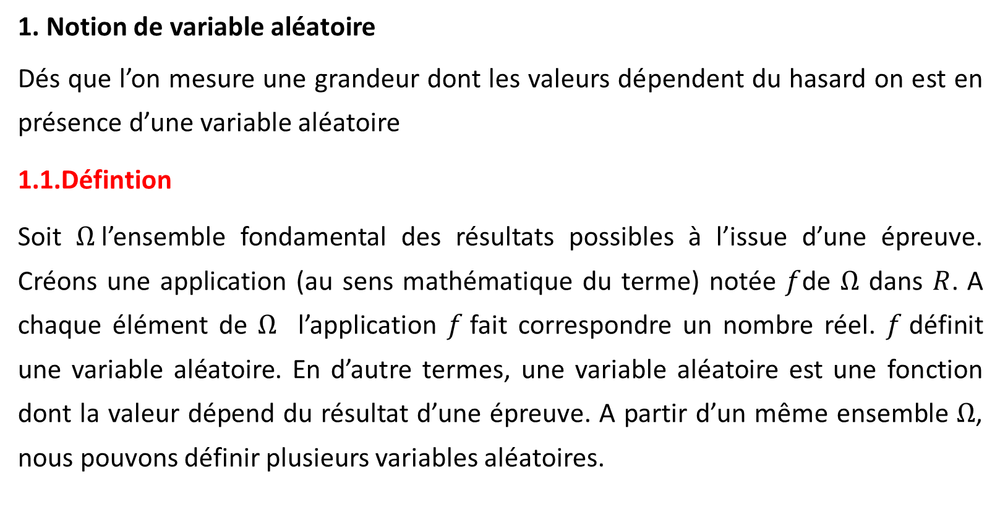 1. Notion de variable aléatoire
Dés que l’on mesure une grandeur dont les valeurs dépendent du hasard on est en
présence d’une variable aléatoire
1.1.Défintion
Soit Ω l’ensemble fondamental des résultats possibles à l’issue d’une épreuve.
Créons une application (au sens mathématique du terme) notée f de Ω dans R. A
chaque élément de Ω l’application f fait correspondre un nombre réel. f définit
une variable aléatoire. En d’autre termes, une variable aléatoire est une fonction
dont la valeur dépend du résultat d’une épreuve. A partir d’un même ensemble Ω,
nous pouvons définir plusieurs variables aléatoires.